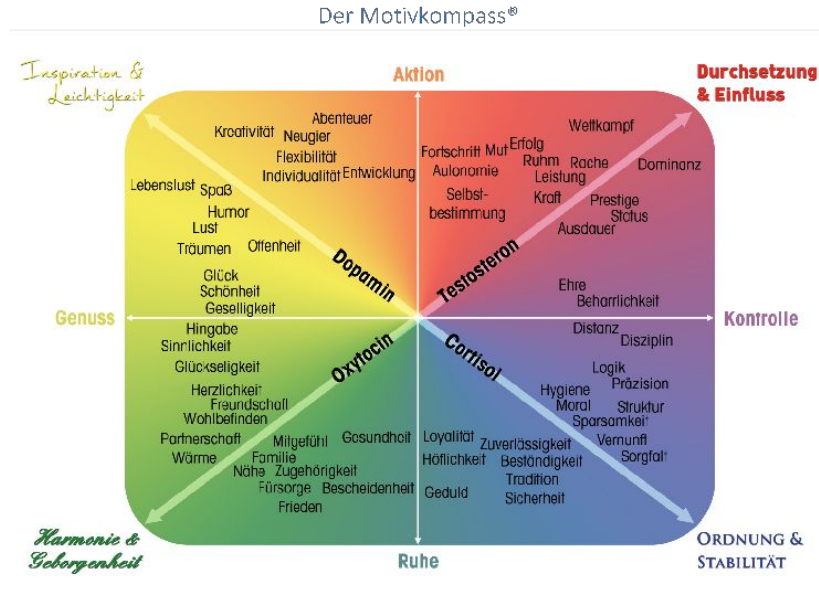 Der Motivkompass®
Inspiration &
Leichtigkeit
Aktion
Durchsetzung
& Einfluss
Abenteuer
Kreativität
Neugier
Flexibilität
Individualität
Entwicklung
Lebenslust
Spaß
Humor
Lust
Träumen
Offenheit
Glück
Schönheit
Geselligkeit
Dopamin
Wettkampf
Fortschritt
Mut
Erfolg
Ruhm
Rache
Dominanz
Autonomie
Leistung
Selbst-
bestimmung
Kraft
Prestige
Status
Ausdauer
Ehre
Beharrlichkeit
Testosteron
Genuss
Kontrolle
Hingabe
Sinnlichkeit
Glückseligkeit
Herzlichkeit
Freundschaft
Wohlbefinden
Partnerschaft
Wärme
Mitgefühl
Gesundheit
Familie
Nähe
Zugehörigkeit
Fürsorge
Bescheidenheit
Frieden
Oxytocin
Cortisol
Distanz
Disziplin
Logik
Präzision
Hygiene
Moral
Struktur
Sparsamkeit
Loyalität
Zuverlässigkeit
Vernunft
Höflichkeit
Beständigkeit
Sorgfalt
Tradition
Geduld
Sicherheit
Harmonie &
Geborgenheit
Ruhe
ORDNUNG &
STABILITÄT